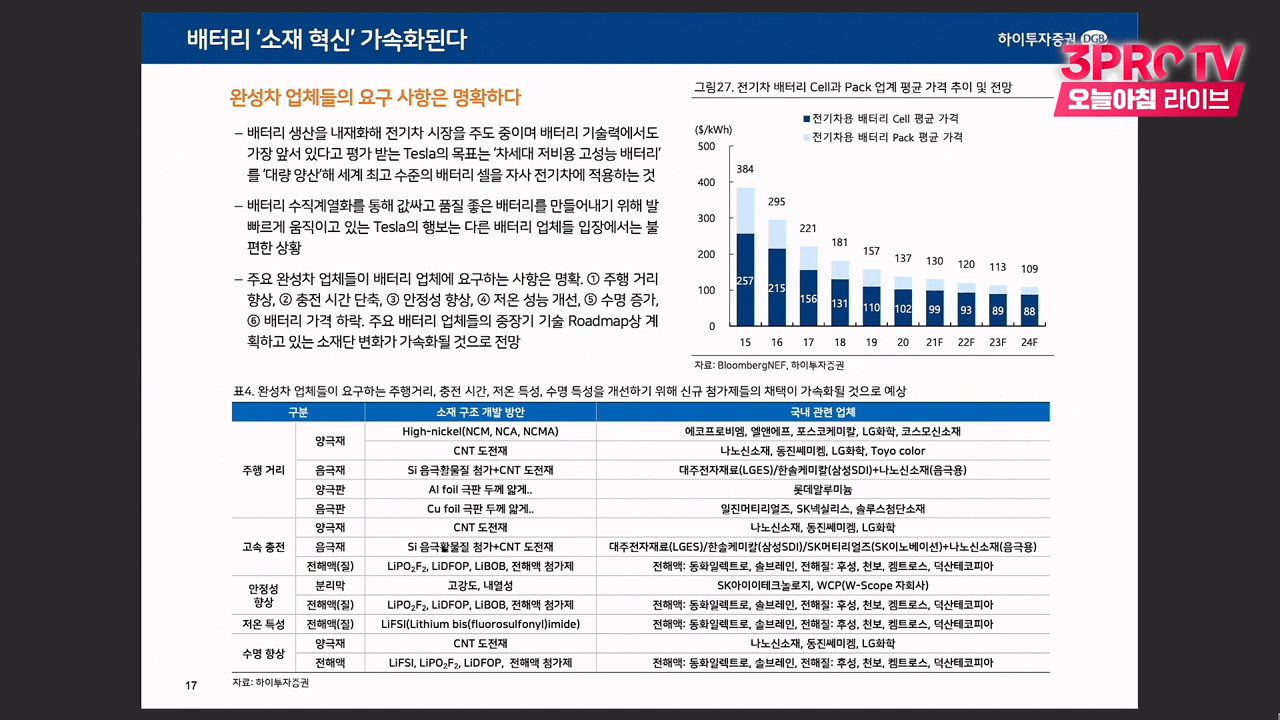 배터리 ‘소재 혁신’ 가속화된다
하이투자증권 DGB
3PRO TV
오늘아침 라이브
완성차 업체들의 요구 사항은 명확하다
– 배터리 생산을 내재화해 전기차 시장을 주도 중이며 배터리 기술력에서도
가장 앞서 있다고 평가 받는 Tesla의 목표는 ‘차세대 저비용 고성능 배터리’
를 ‘대량 양산’해 세계 최고 수준의 배터리 셀을 자사 전기차에 적용하는 것
– 배터리 수직계열화를 통해 값싸고 품질 좋은 배터리를 만들어내기 위해 발
빠르게 움직이고 있는 Tesla의 행보는 다른 배터리 업체들 입장에서는 불
편한 상황
– 주요 완성차 업체들이 배터리 업체에 요구하는 사항은 명확. ① 주행 거리
향상, ② 충전 시간 단축, ③ 안정성 향상, ④ 저온 성능 개선, ⑤ 수명 증가,
⑥ 배터리 가격 하락. 주요 배터리 업체들의 중장기 기술 Roadmap상 계
획하고 있는 소재단 변화가 가속화될 것으로 전망
그림27. 전기차 배터리 Cell과 Pack 업계 평균 가격 추이 및 전망
전기차용 배터리 Cell 평균 가격
전기차용 배터리 Pack 평균 가격
($/kWh)
500
400
300
200
100
0
384 295 221 181 157 137 130 120 113 109
257 215 156 131 110 102 99 93 89 88
15 16 17 18 19 20 21F 22F 23F 24F
자료: BloombergNEF, 하이투자증권
표4. 완성차 업체들이 요구하는 주행거리, 충전 시간, 저온 특성, 수명 특성을 개선하기 위해 신규 첨가제들의 채택이 가속화될 것으로 예상
구분 소재 구조 개발 방안 국내 관련 업체
주행 거리 양극재 High-nickel(NCM, NCA, NCMA) 에코프로비엠, 엘앤에프, 포스코케미칼, LG화학, 코스모신소재
CNT 도전재 나노신소재, 동진쎄미켐, LG화학, Toyo color
음극재 Si 음극활물질 첨가+CNT 도전재 대주전자재료(LGES)/한솔케미칼(삼성SDI)+나노신소재(음극용)
양극판 Al foil 극판 두께 얇게.. 롯데알루미늄
음극판 Cu foil 극판 두께 얇게.. 일진머티리얼즈, SK넥실리스, 솔루스첨단소재
고속 충전 양극재 CNT 도전재 나노신소재, 동진쎄미켐, LG화학
음극재 Si 음극활물질 첨가+CNT 도전재 대주전자재료(LGES)/한솔케미칼(삼성SDI)/SK머티리얼즈(SK이노베이션)+나노신소재(음극용)
전해액(질) LiPO₂F₂, LiDFOP, LiBOB, 전해액 첨가제 전해액: 동화일렉트로, 솔브레인, 전해질: 후성, 천보, 켐트로스, 덕산테코피아
안정성 향상 분리막 고강도, 내열성 SK아이이테크놀로지, WCP(W-Scope 자회사)
전해액(질) LiPO₂F₂, LiDFOP, LiBOB, 전해액 첨가제 전해액: 동화일렉트로, 솔브레인, 전해질: 후성, 천보, 켐트로스, 덕산테코피아
저온 특성 전해액(질) LiFSI(Lithium bis(fluorosulfonyl)imide) 전해액: 동화일렉트로, 솔브레인, 전해질: 후성, 천보, 켐트로스, 덕산테코피아
수명 향상 양극재 CNT 도전재 나노신소재, 동진쎄미켐, LG화학
전해액 LiFSI, LiPO₂F₂, LiDFOP, 전해액 첨가제 전해액: 동화일렉트로, 솔브레인, 전해질: 후성, 천보, 켐트로스, 덕산테코피아
자료: 하이투자증권
17